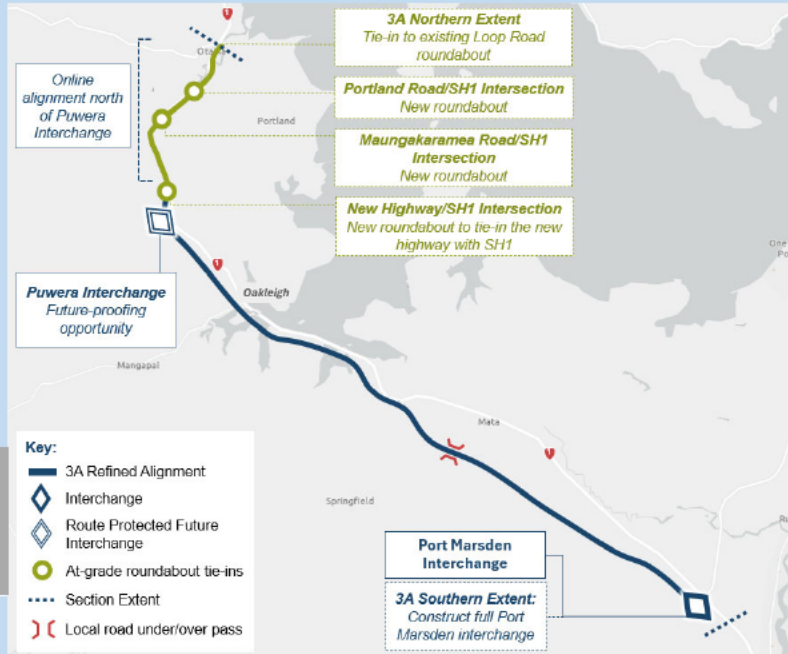 1
3A Northern Extent
Tie-in to existing Loop Road
roundabout
Online
alignment north
of Puwera
Interchange
Portland Road/SH1 Intersection
New roundabout
Portland
Maungakaramea Road/SH1
Intersection
New roundabout
New Highway/SH1 Intersection
New roundabout to tie-in the new
highway with SH1
Puwera Interchange
Future-proofing
opportunity
1
Oakleigh
Mangapai
Mata
1
Springfield
Key:
3A Refined Alignment
Interchange
Route Protected Future
Interchange
At-grade roundabout tie-ins
Section Extent
Local road under/over pass
Port Marsden
Interchange
3A Southern Extent:
Construct full Port
Marsden interchange